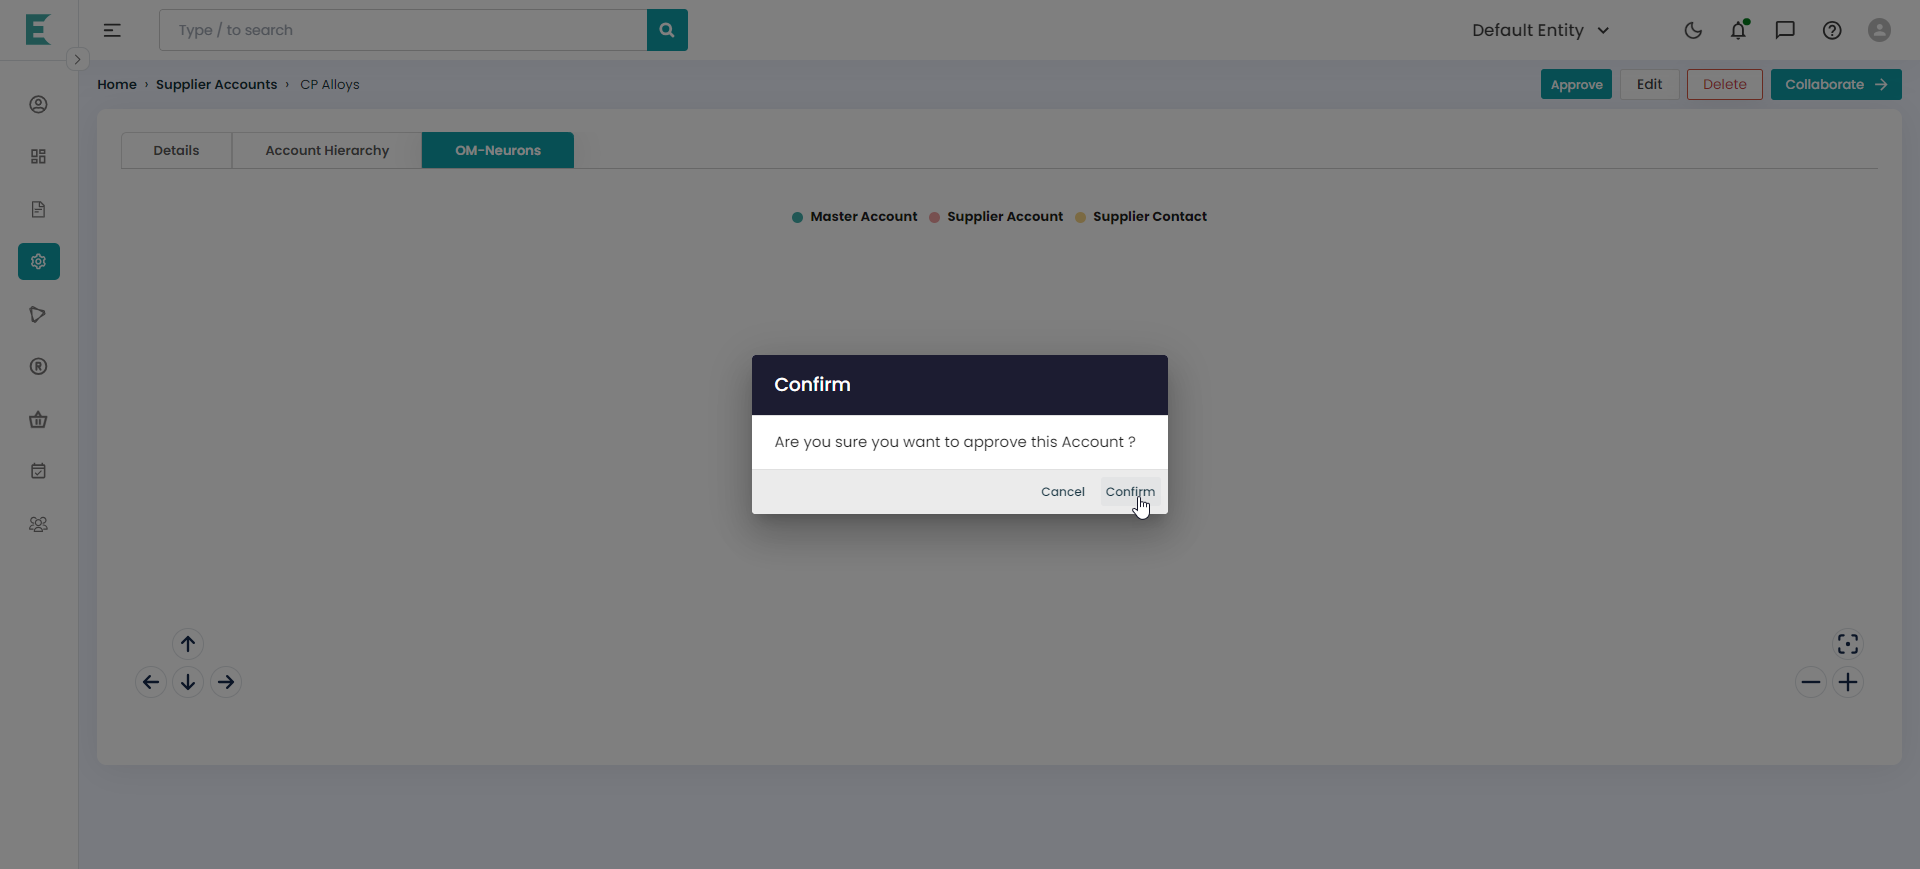 Type / to search
Default Entity
Home › Supplier Accounts › CP Alloys
Approve
Edit
Delete
Collaborate →
Details
Account Hierarchy
OM-Neurons
Master Account
Supplier Account
Supplier Contact
Confirm
Are you sure you want to approve this Account ?
Cancel
Confirm